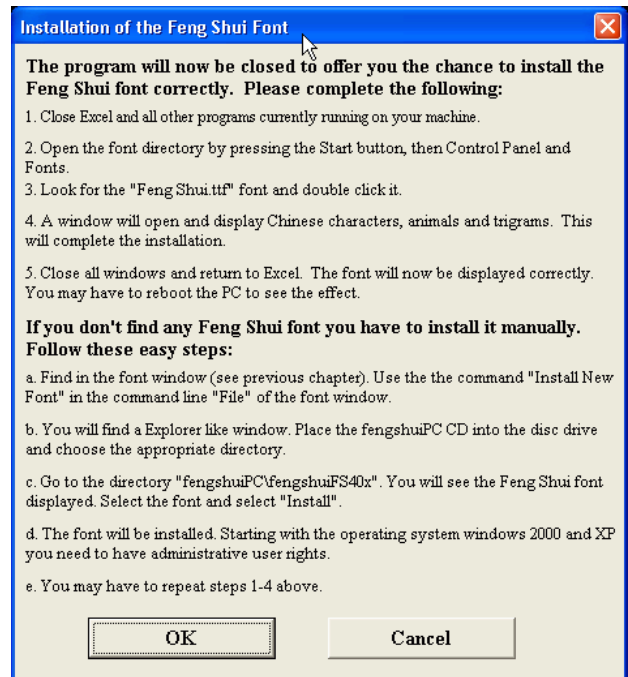 Installation of the Feng Shui Font
The program will now be closed to offer you the chance to install the
Feng Shui font correctly. Please complete the following:
1. Close Excel and all other programs currently running on your machine.
2. Open the font directory by pressing the Start button, then Control Panel and
Fonts.
3. Look for the "Feng Shui.ttf" font and double click it.
4. A window will open and display Chinese characters, animals and trigrams. This
will complete the installation.
5. Close all windows and return to Excel. The font will now be displayed correctly.
You may have to reboot the PC to see the effect.
If you don't find any Feng Shui font you have to install it manually.
Follow these easy steps:
a. Find in the font window (see previous chapter). Use the the command "Install New
Font" in the command line "File" of the font window.
b. You will find a Explorer like window. Place the fengshuiPC CD into the disc drive
and choose the appropriate directory.
c. Go to the directory "fengshuiPC\fengshuiFS40x". You will see the Feng Shui font
displayed. Select the font and select "Install".
d. The font will be installed. Starting with the operating system windows 2000 and XP
you need to have administrative user rights.
e. You may have to repeat steps 1-4 above.
OK Cancel